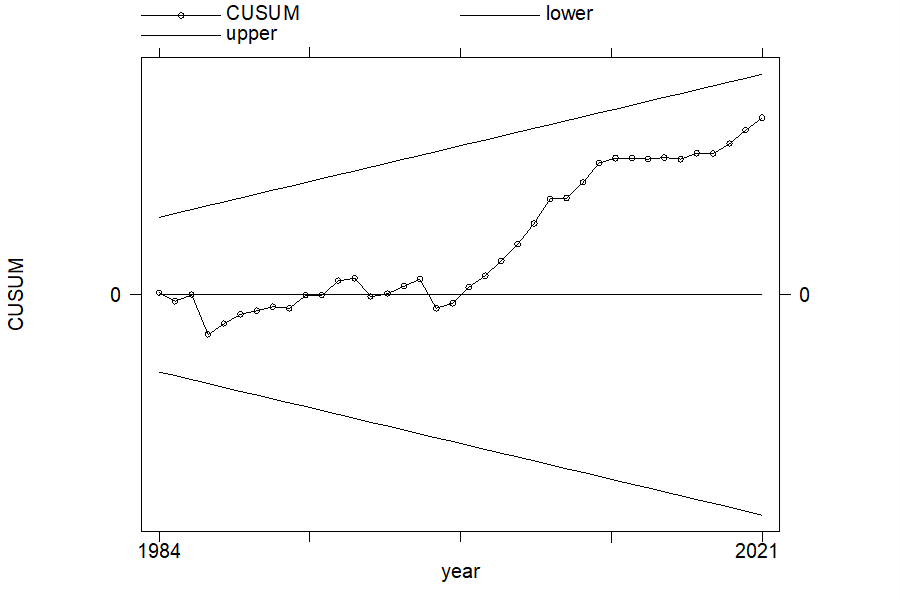 CUSUM lower
upper
CUSUM
0 0
1984 2021
year